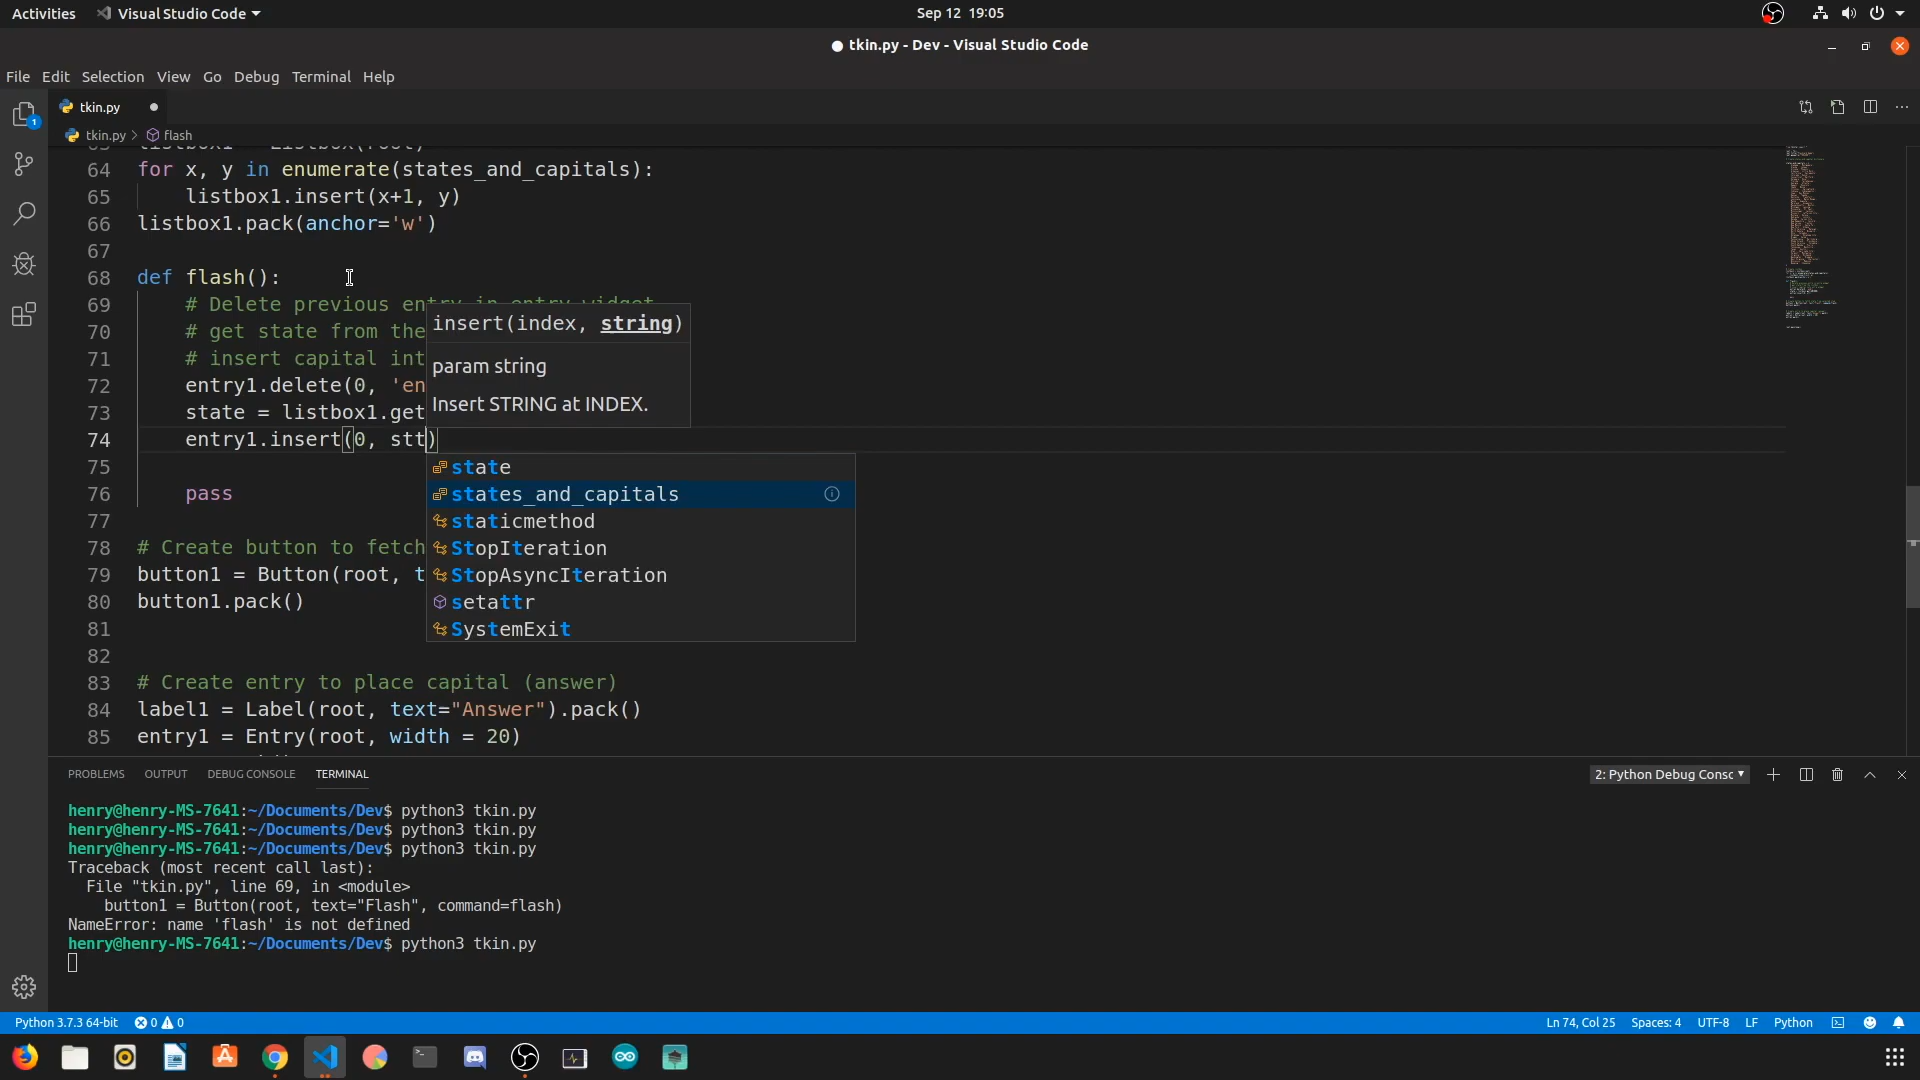 Activities
Visual Studio Code
Sep 12 19:05
tkin.py - Dev - Visual Studio Code
File Edit Selection View Go Debug Terminal Help
tkin.py
tkin.py > flash
64 for x, y in enumerate(states_and_capitals):
65 listbox1.insert(x+1, y)
66 listbox1.pack(anchor='w')
67
68 def flash():
69 # Delete previous entry in entry widget
70 # get state from the
71 # insert capital int
72 entry1.delete(0, 'en
73 state = listbox1.get
74 entry1.insert(0, stt)
75
76 pass
77
78 # Create button to fetch
79 button1 = Button(root, t
80 button1.pack()
81
82
83 # Create entry to place capital (answer)
84 label1 = Label(root, text="Answer").pack()
85 entry1 = Entry(root, width = 20)
insert(index, string)
param string
Insert STRING at INDEX.
state
states_and_capitals
staticmethod
StopIteration
StopAsyncIteration
setattr
SystemExit
1
PROBLEMS OUTPUT DEBUG CONSOLE TERMINAL
2: Python Debug Consc
henry@henry-MS-7641:~/Documents/Dev$ python3 tkin.py
henry@henry-MS-7641:~/Documents/Dev$ python3 tkin.py
henry@henry-MS-7641:~/Documents/Dev$ python3 tkin.py
Traceback (most recent call last):
File "tkin.py", line 69, in <module>
button1 = Button(root, text="Flash", command=flash)
NameError: name 'flash' is not defined
henry@henry-MS-7641:~/Documents/Dev$ python3 tkin.py
Python 3.7.3 64-bit 0 0
Ln 74, Col 25 Spaces: 4 UTF-8 LF Python